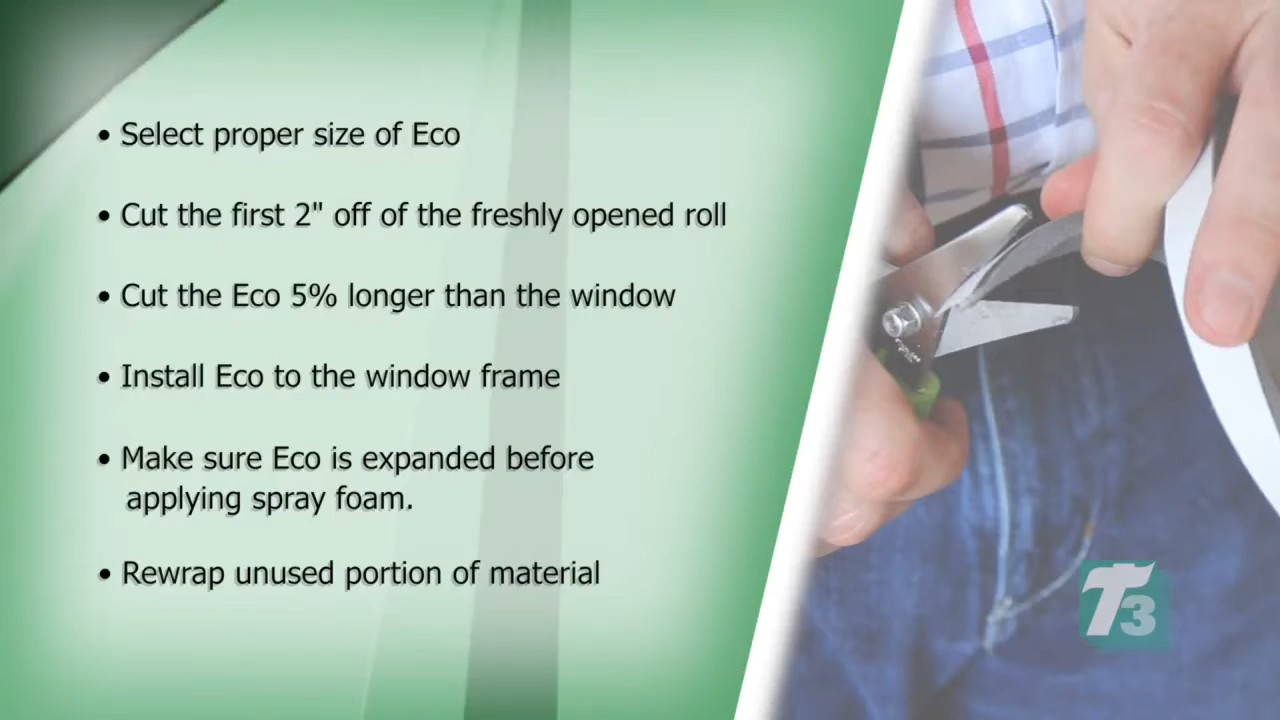 • Select proper size of Eco
• Cut the first 2" off of the freshly opened roll
• Cut the Eco 5% longer than the window
• Install Eco to the window frame
• Make sure Eco is expanded before
applying spray foam.
• Rewrap unused portion of material
T3